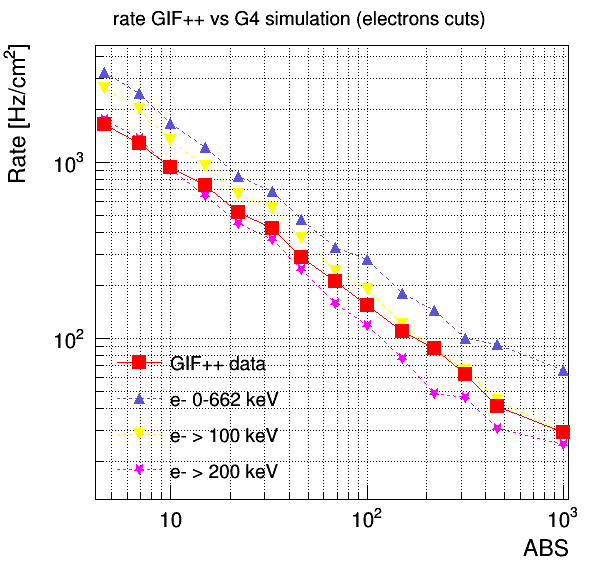 rate GIF++ vs G4 simulation (electrons cuts)
Rate [Hz/cm²]
10³
10²
GIF++ data
e- 0-662 keV
e- > 100 keV
e- > 200 keV
10 10² 10³
ABS